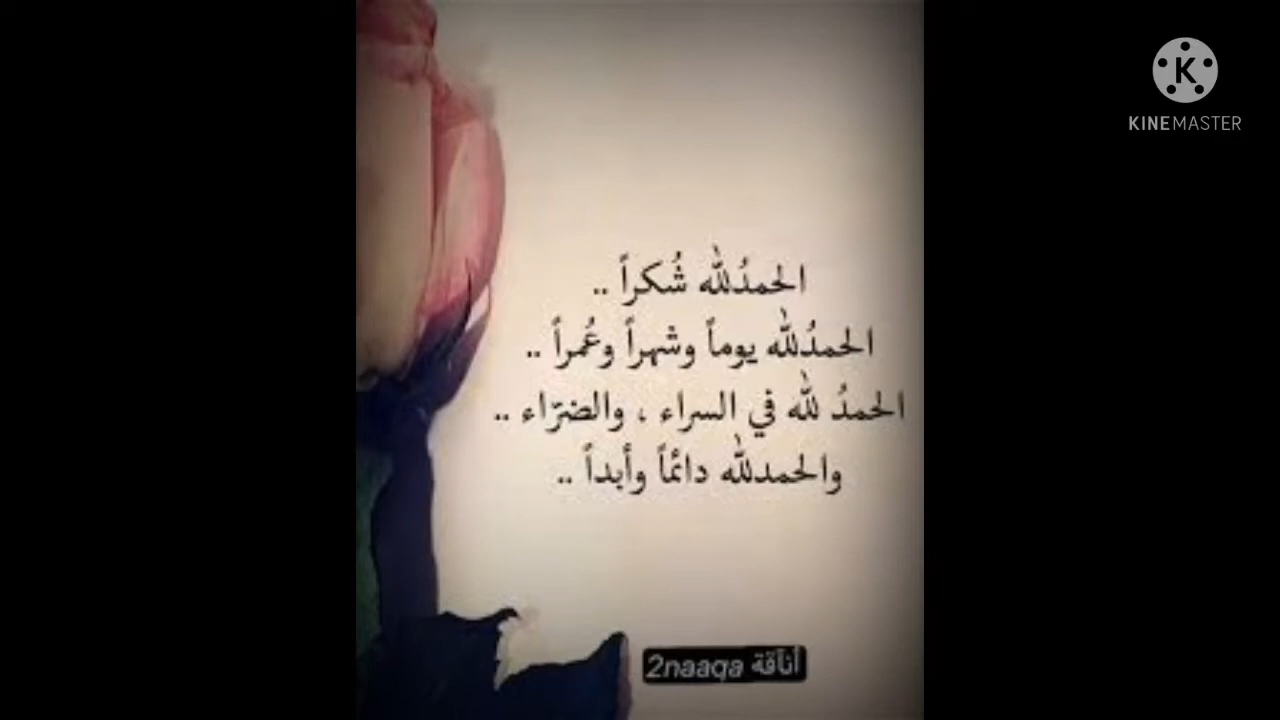 الحمدُلله شُكراً ..
الحمدُلله يوماً وشهراً وعُمراً ..
الحمدُ لله في السراء ، والضرّاء ..
والحمدلله دائماً وأبداً ..
أناقة 2naaqa
K
KINEMASTER